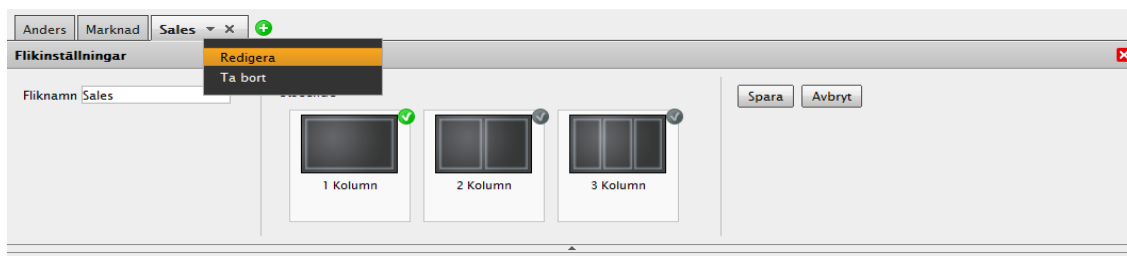 Anders Marknad Sales
Flikinställningar
Redigera
Ta bort
Fliknamn Sales
Spara Avbryt
1 Kolumn 2 Kolumn 3 Kolumn